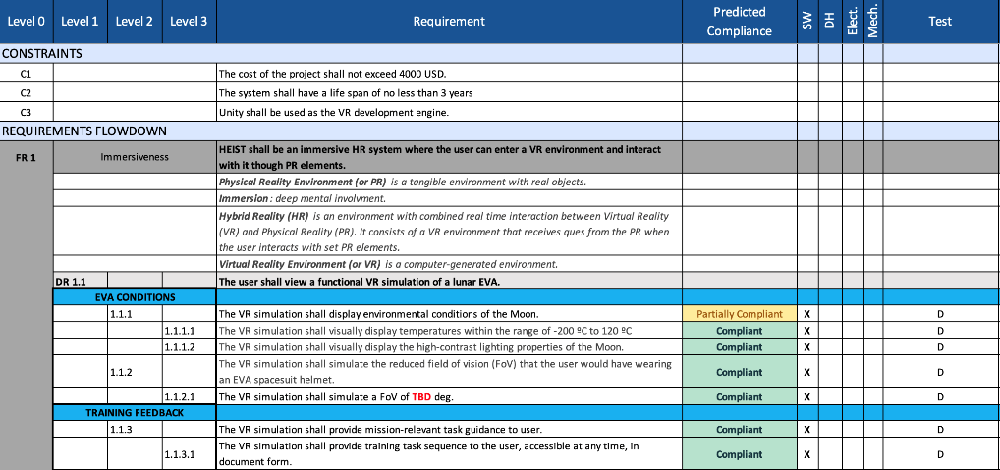 Level 0 Level 1 Level 2 Level 3 Requirement Predicted Compliance SW DH Elect. Mech. Test
CONSTRAINTS
C1 The cost of the project shall not exceed 4000 USD.
C2 The system shall have a life span of no less than 3 years
C3 Unity shall be used as the VR development engine.
REQUIREMENTS FLOWDOWN
FR 1 Immersiveness HEIST shall be an immersive HR system where the user can enter a VR environment and interact
with it though PR elements.
Physical Reality Environment (or PR) is a tangible environment with real objects.
Immersion: deep mental involvment.
Hybrid Reality (HR) is an environment with combined real time interaction between Virtual Reality
(VR) and Physical Reality (PR). It consists of a VR environment that receives ques from the PR when
the user interacts with set PR elements.
Virtual Reality Environment (or VR) is a computer-generated environment.
DR 1.1 The user shall view a functional VR simulation of a lunar EVA.
EVA CONDITIONS
1.1.1 The VR simulation shall display environmental conditions of the Moon. Partially Compliant X D
1.1.1.1 The VR simulation shall visually display temperatures within the range of -200 ºC to 120 ºC Compliant X D
1.1.1.2 The VR simulation shall visually display the high-contrast lighting properties of the Moon. Compliant X D
1.1.2 The VR simulation shall simulate the reduced field of vision (FoV) that the user would have wearing
an EVA spacesuit helmet. Compliant X D
1.1.2.1 The VR simulation shall simulate a FoV of TBD deg. Compliant X D
TRAINING FEEDBACK
1.1.3 The VR simulation shall provide mission-relevant task guidance to user. Compliant X D
1.1.3.1 The VR simulation shall provide training task sequence to the user, accessible at any time, in
document form. Compliant X D